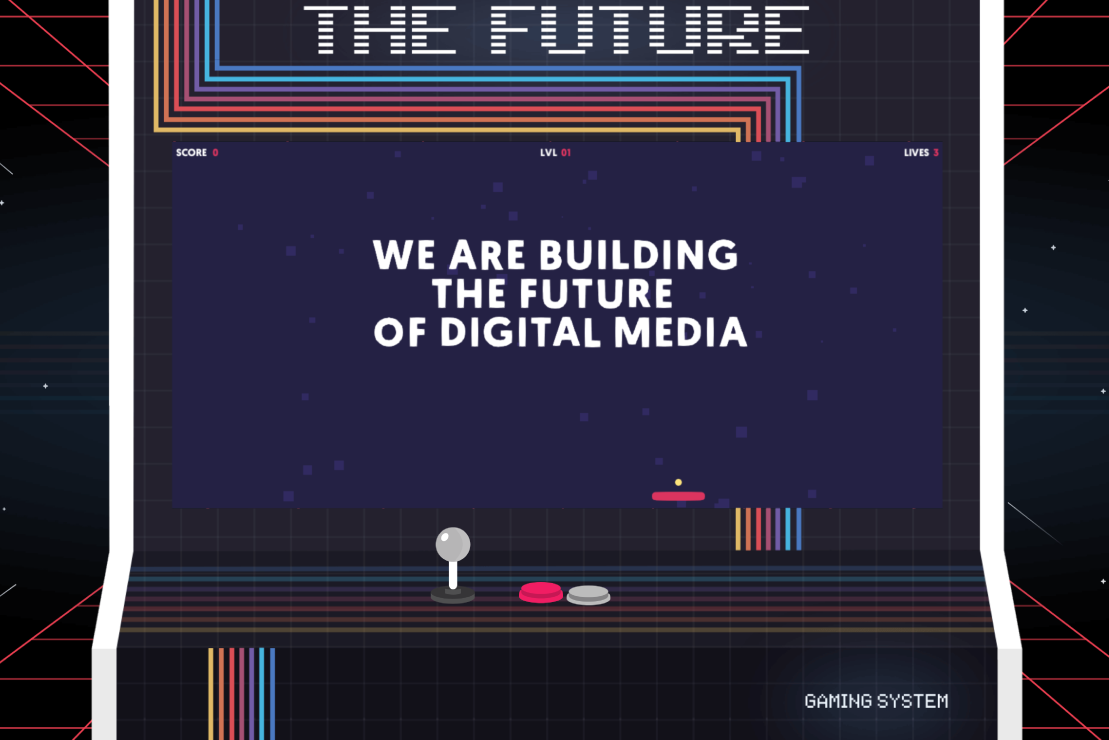 THE FUTURE
SCORE 0 LVL 01 LIVES 3
WE ARE BUILDING
THE FUTURE
OF DIGITAL MEDIA
GAMING SYSTEM